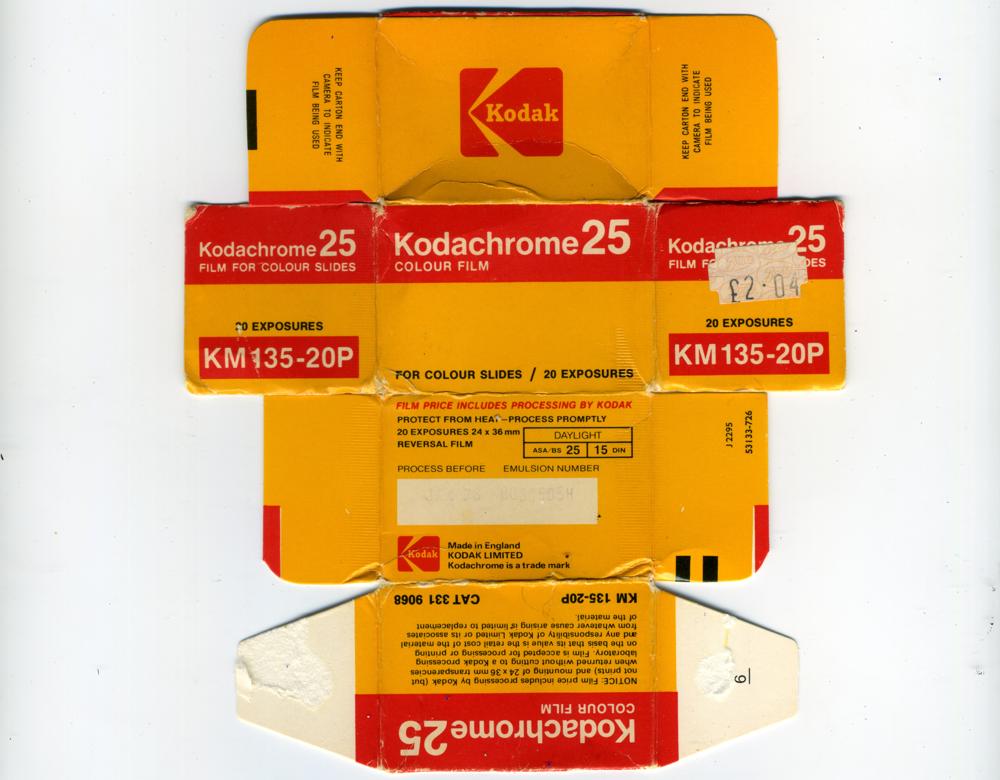 KEEP CARTON END WITH
CAMERA TO INDICATE
FILM BEING USED
Kodak
KEEP CARTON END WITH
CAMERA TO INDICATE
FILM BEING USED
Kodachrome 25
FILM FOR COLOUR SLIDES
20 EXPOSURES
KM135-20P
Kodachrome 25
COLOUR FILM
FOR COLOUR SLIDES / 20 EXPOSURES
Kodachrome 25
FILM
£2.04
20 EXPOSURES
KM135-20P
FILM PRICE INCLUDES PROCESSING BY KODAK
PROTECT FROM HEAT-PROCESS PROMPTLY
20 EXPOSURES 24 x 36 mm
REVERSAL FILM
DAYLIGHT
ASA/BS 25 15 DIN
PROCESS BEFORE EMULSION NUMBER
Kodak
Made in England
KODAK LIMITED
Kodachrome is a trade mark
J 2295
53133-726
Kodachrome 25
COLOUR FILM
NOTICE: Film price includes processing by Kodak (but
not prints) and mounting of 24 x 36 mm transparencies
when returned without cutting to a Kodak processing
laboratory. Film is accepted for processing or printing
on the basis that its value is the retail cost of the material
and any responsibility of Kodak Limited or its associates
from whatever cause arising is limited to replacement
of the material.
KM 135-20P CAT 331 9068
6